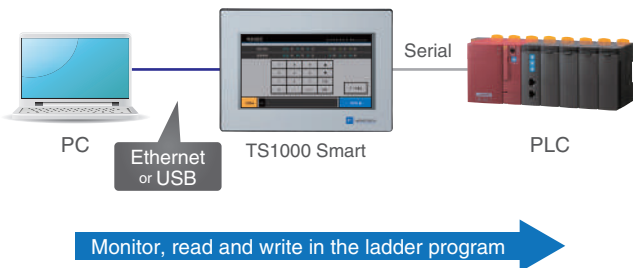 Serial
PC
Ethernet
or USB
TS1000 Smart
PLC
Monitor, read and write in the ladder program